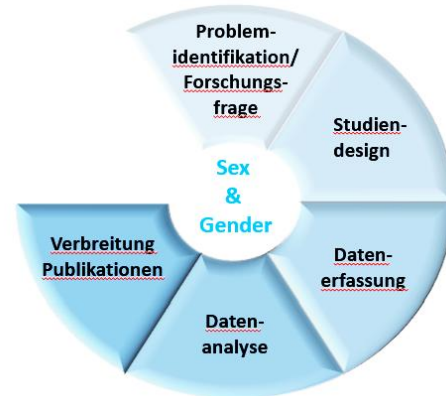 Problem-
identifikation/
Forschungs-
frage
Studien-
design
Sex
&
Gender
Daten-
erfassung
Daten-
analyse
Verbreitung
Publikationen